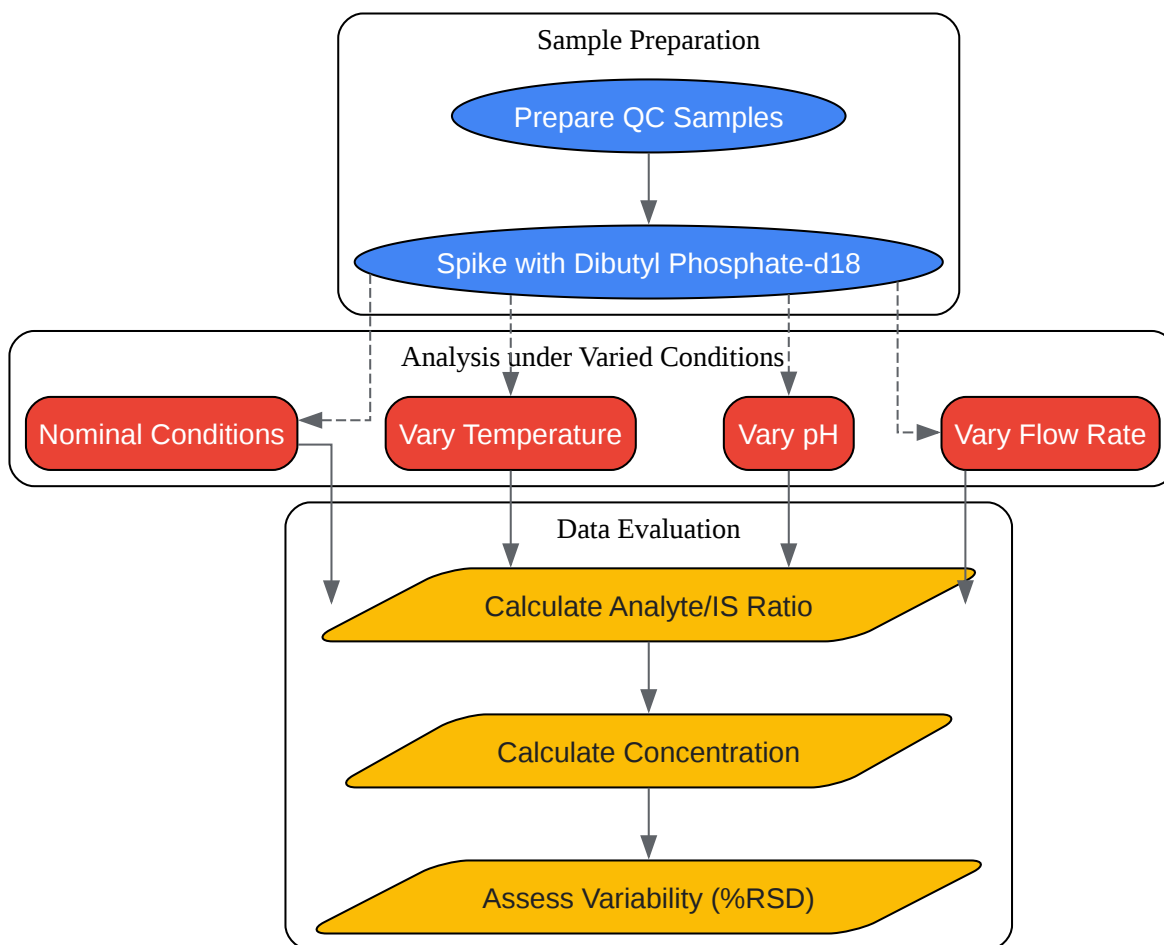 Sample Preparation
Prepare QC Samples
Spike with Dibutyl Phosphate-d18
Analysis under Varied Conditions
Nominal Conditions
Vary Temperature
Vary pH
Vary Flow Rate
Data Evaluation
Calculate Analyte/IS Ratio
Calculate Concentration
Assess Variability (%RSD)